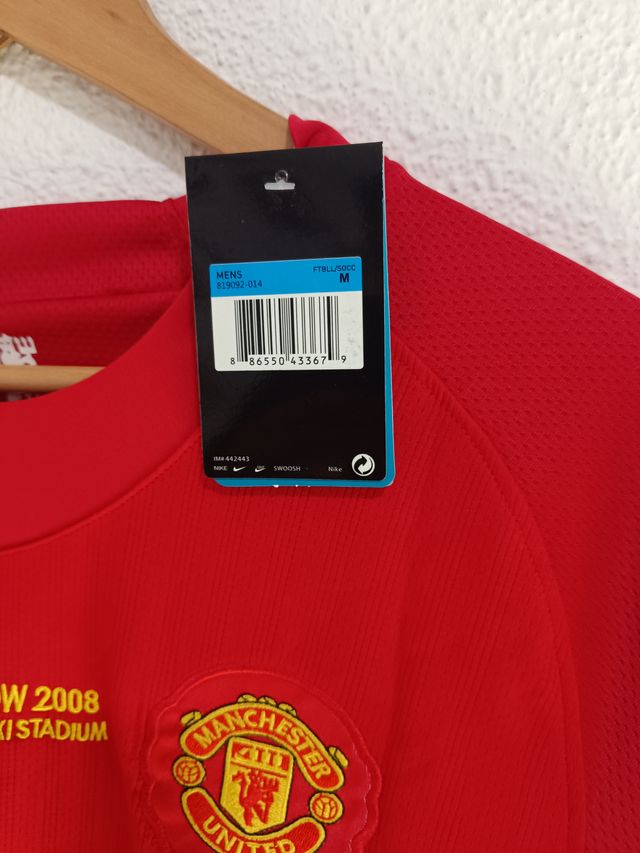 MENS FTBLL/SOCC
819092-014 M
8 86550 43367 9
IM# 442443
NIKE SWOOSH Nike
OW 2008
KI STADIUM
MANCHESTER
UNITED